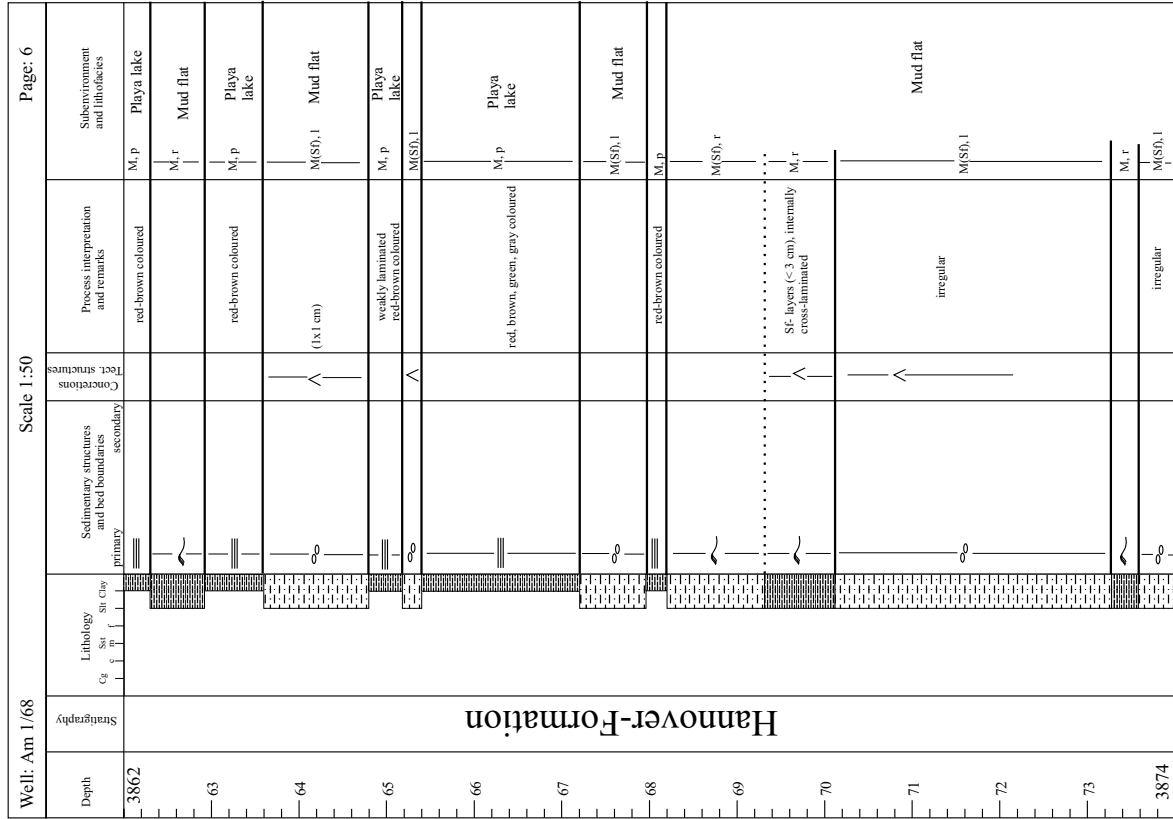 Well: Am 1/68 Scale 1:50 Page: 6
Depth
Stratigraphy
Lithology
Cg c Sst m f Slt Clay
Sedimentary structures
and bed boundaries
primary secondary
Concretions
Tect. structures
Process interpretation
and remarks
Subenvironment
and lithofacies
3862
63
64
65
66
67
68
69
70
71
72
73
3874
Hannover-Formation
red-brown coloured
red-brown coloured
(1x1 cm)
weakly laminated
red-brown coloured
red, brown, green, gray coloured
red-brown coloured
Sf- layers (< 3 cm), internally
cross-laminated
irregular
irregular
M, p
M, r
M, p
M(Sf), l
M, p
M(Sf), l
M, p
M(Sf), l
M, p
M(Sf), r
M, r
M(Sf), l
M, r
M(Sf), l
Playa lake
Mud flat
Playa
lake
Mud flat
Playa
lake
Playa
lake
Mud flat
Mud flat